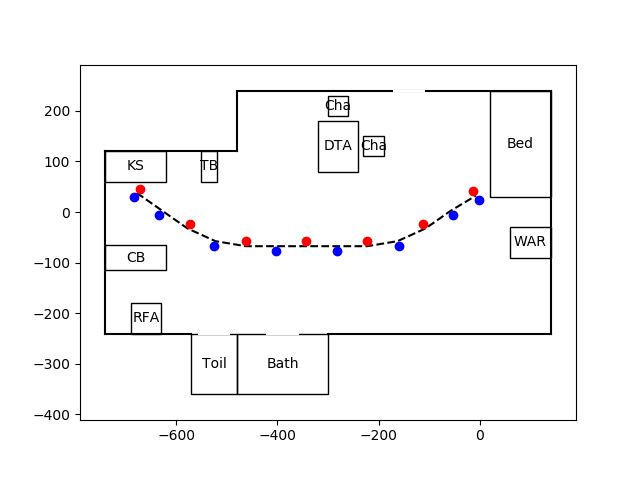 200
100
0
−100
−200
−300
−400
−600
−400
−200
0
Cha
KS
TB
DTA
Cha
Bed
CB
WAR
RFA
Toil
Bath